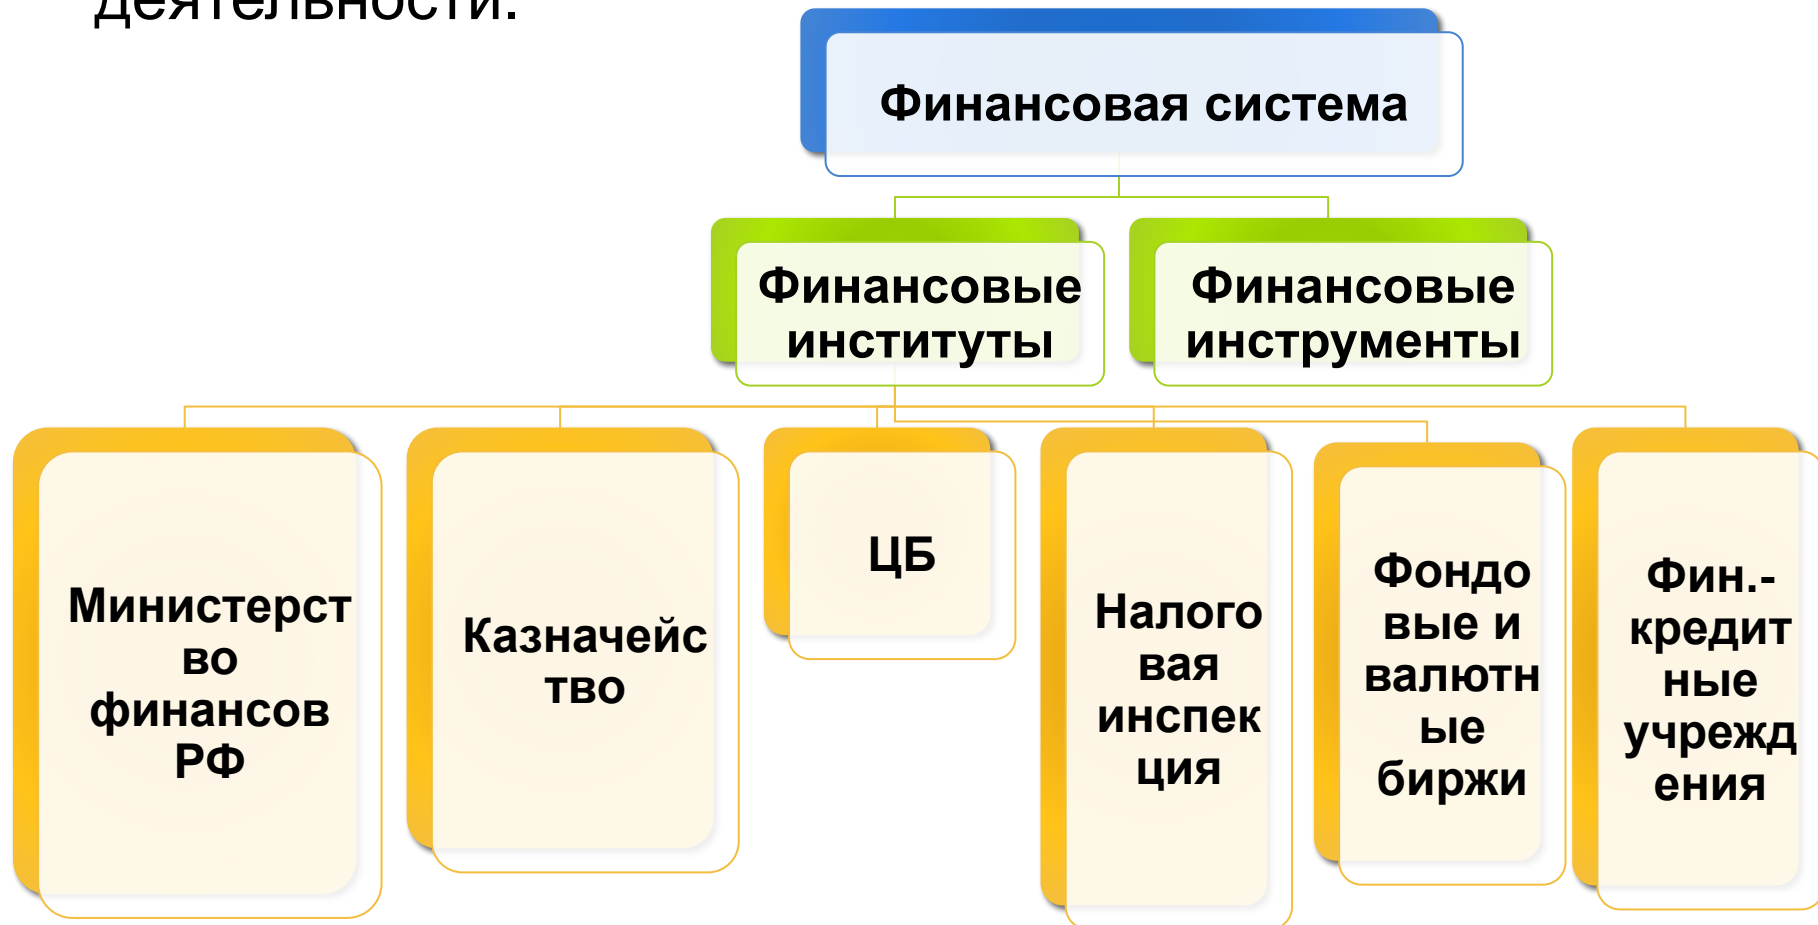 деятельности.
Финансовая система
Финансовые
институты
Финансовые
инструменты
Министерст
во
финансов
РФ
Казначейс
тво
ЦБ
Налого
вая
инспек
ция
Фондо
вые и
валютн
ые
биржи
Фин.-
кредит
ные
учрежд
ения